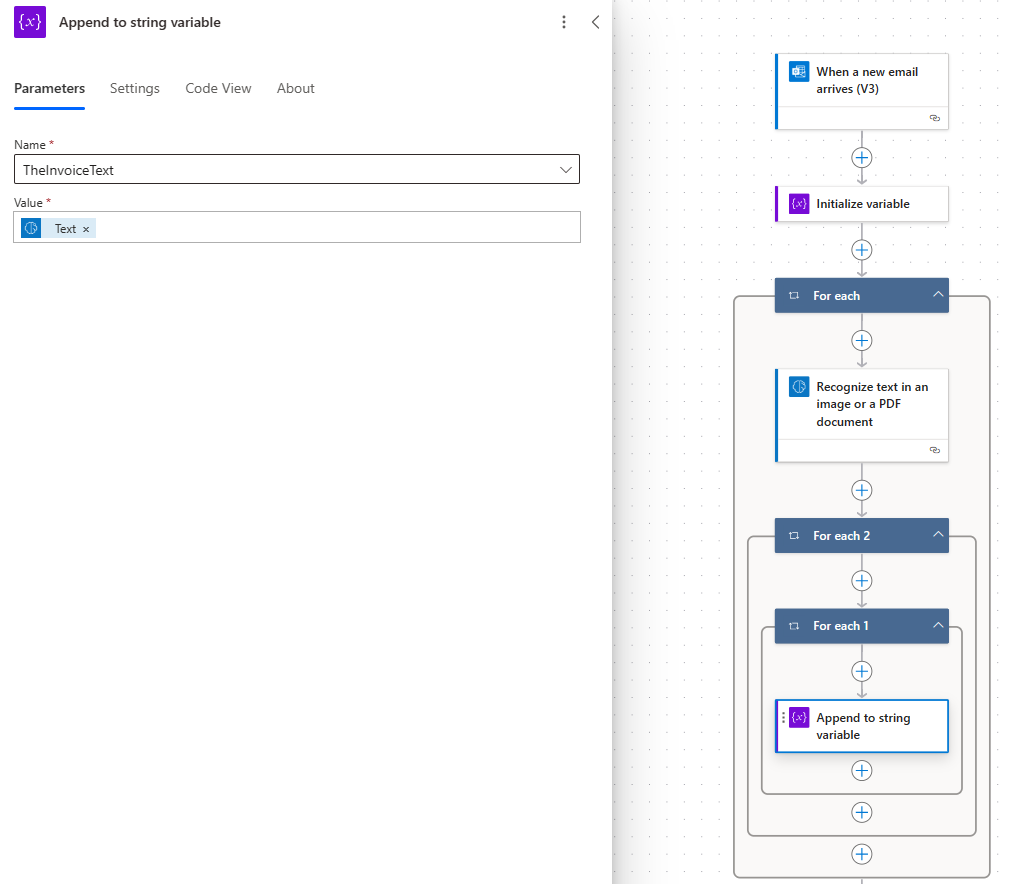 {x} Append to string variable
Parameters Settings Code View About
Name *
TheInvoiceText
Value *
Text ×
When a new email
arrives (V3)
{x} Initialize variable
For each
Recognize text in an
image or a PDF
document
For each 2
For each 1
{x} Append to string
variable